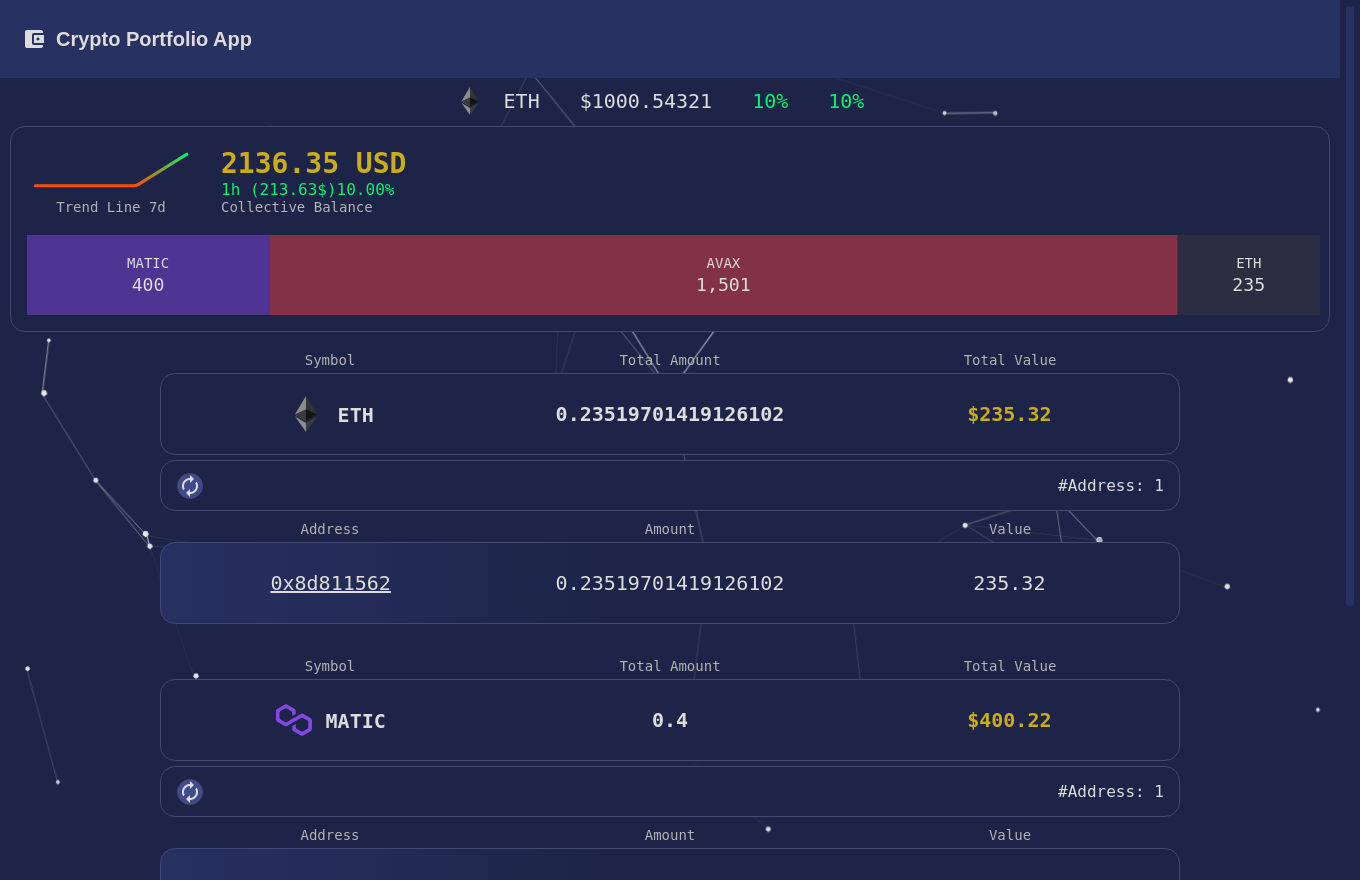 Crypto Portfolio App
ETH $1000.54321 10% 10%
2136.35 USD
1h (213.63$)10.00%
Trend Line 7d Collective Balance
MATIC AVAX ETH
400 1,501 235
Symbol Total Amount Total Value
ETH 0.23519701419126102 $235.32
#Address: 1
Address Amount Value
0x8d811562 0.23519701419126102 235.32
Symbol Total Amount Total Value
MATIC 0.4 $400.22
#Address: 1
Address Amount Value